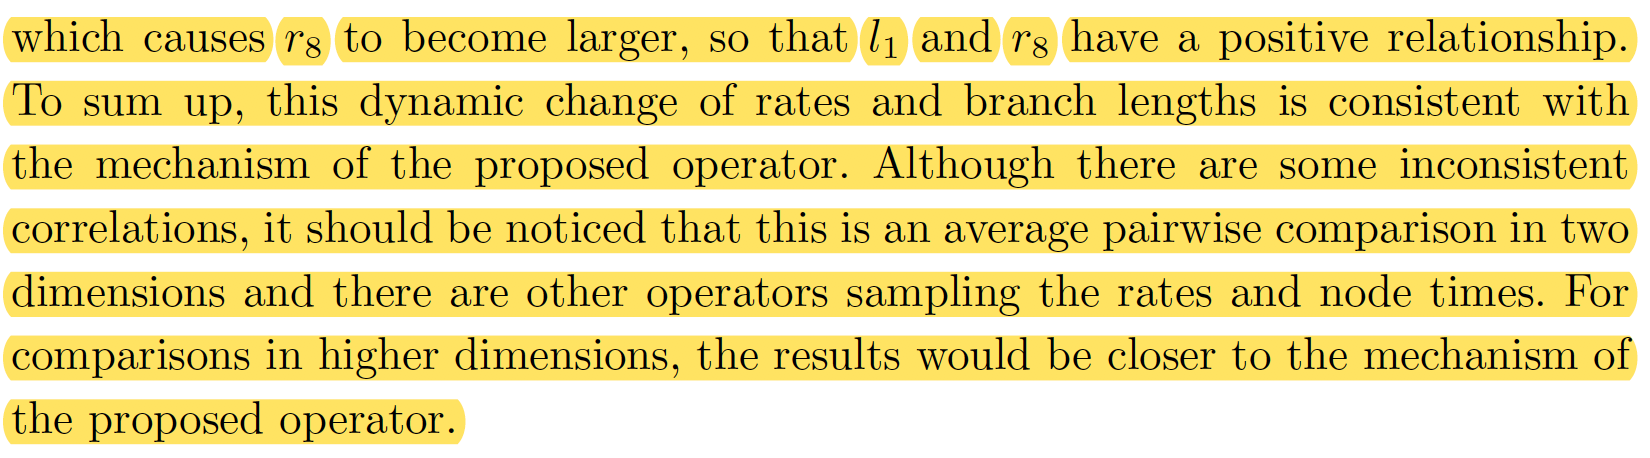 which causes r₈ to become larger, so that l₁ and r₈ have a positive relationship.
To sum up, this dynamic change of rates and branch lengths is consistent with
the mechanism of the proposed operator. Although there are some inconsistent
correlations, it should be noticed that this is an average pairwise comparison in two
dimensions and there are other operators sampling the rates and node times. For
comparisons in higher dimensions, the results would be closer to the mechanism of
the proposed operator.